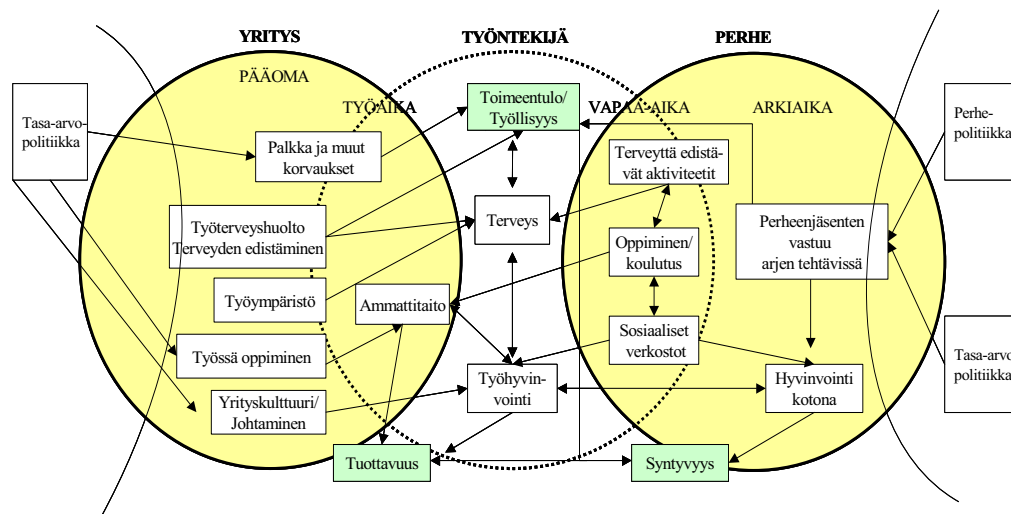 YRITYS
TYÖNTEKIJÄ
PERHE
PÄÄOMA
TYÖAIKA
Toimeentulo/
Työllisyys
VAPAA-AIKA
ARKIAIKA
Tasa-arvo-
politiikka
Perhe-
politiikka
Palkka ja muut
korvaukset
Terveyttä edistä-
vät aktiviteetit
Työterveyshuolto
Terveyden edistäminen
Terveys
Perheenjäsenten
vastuu
arjen tehtävissä
Oppiminen/
koulutus
Työympäristö
Ammattitaito
Sosiaaliset
verkostot
Työssä oppiminen
Tasa-arvo-
politiikka
Työhyvin-
vointi
Hyvinvointi
kotona
Yrityskulttuuri/
Johtaminen
Tuottavuus
Syntyvyys